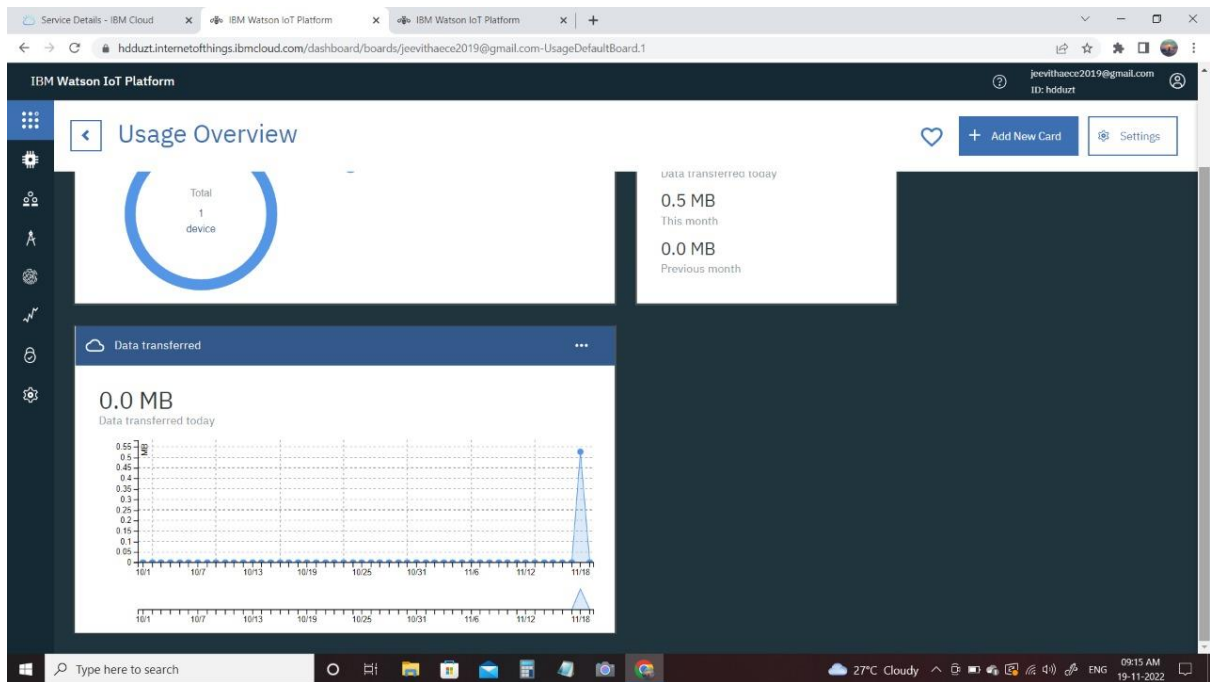 Service Details - IBM Cloud
IBM Watson IoT Platform
IBM Watson IoT Platform
hdduzt.internetofthings.ibmcloud.com/dashboard/boards/jeevithaece2019@gmail.com-UsageDefaultBoard.1
IBM Watson IoT Platform
jeevithaece2019@gmail.com
ID: hdduzt
Usage Overview
Add New Card
Settings
Total
1
device
Data transferred today
0.5 MB
This month
0.0 MB
Previous month
Data transferred
0.0 MB
Data transferred today
MB
0.55
0.5
0.45
0.4
0.35
0.3
0.25
0.2
0.15
0.1
0.05
0
10/1 10/7 10/13 10/19 10/25 10/31 11/6 11/12 11/18
10/1 10/7 10/13 10/19 10/25 10/31 11/6 11/12 11/18
Type here to search
27°C Cloudy
ENG
09:15 AM
19-11-2022